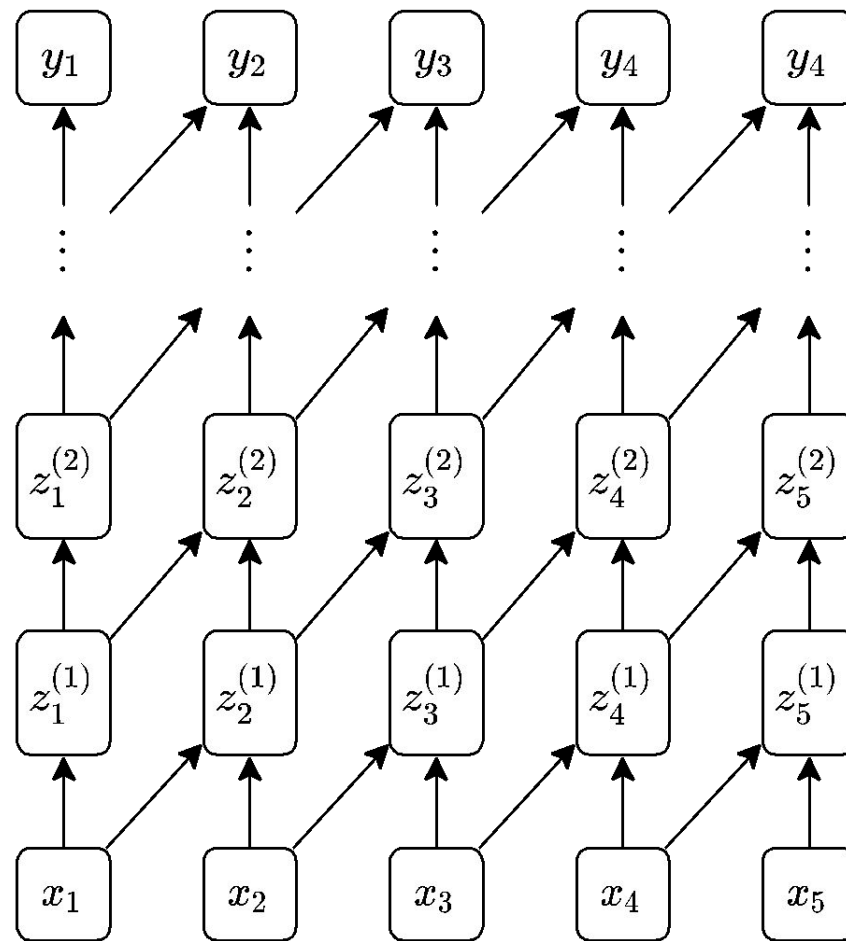 y₁ y₂ y₃ y₄ y₄
⋮ ⋮ ⋮ ⋮ ⋮
z₁⁽²⁾ z₂⁽²⁾ z₃⁽²⁾ z₄⁽²⁾ z₅⁽²⁾
z₁⁽¹⁾ z₂⁽¹⁾ z₃⁽¹⁾ z₄⁽¹⁾ z₅⁽¹⁾
x₁ x₂ x₃ x₄ x₅